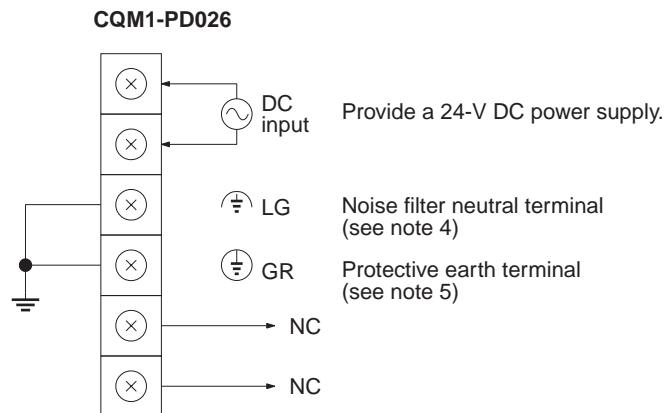 CQM1-PD026
DC
input
Provide a 24-V DC power supply.
LG
Noise filter neutral terminal
(see note 4)
GR
Protective earth terminal
(see note 5)
NC
NC